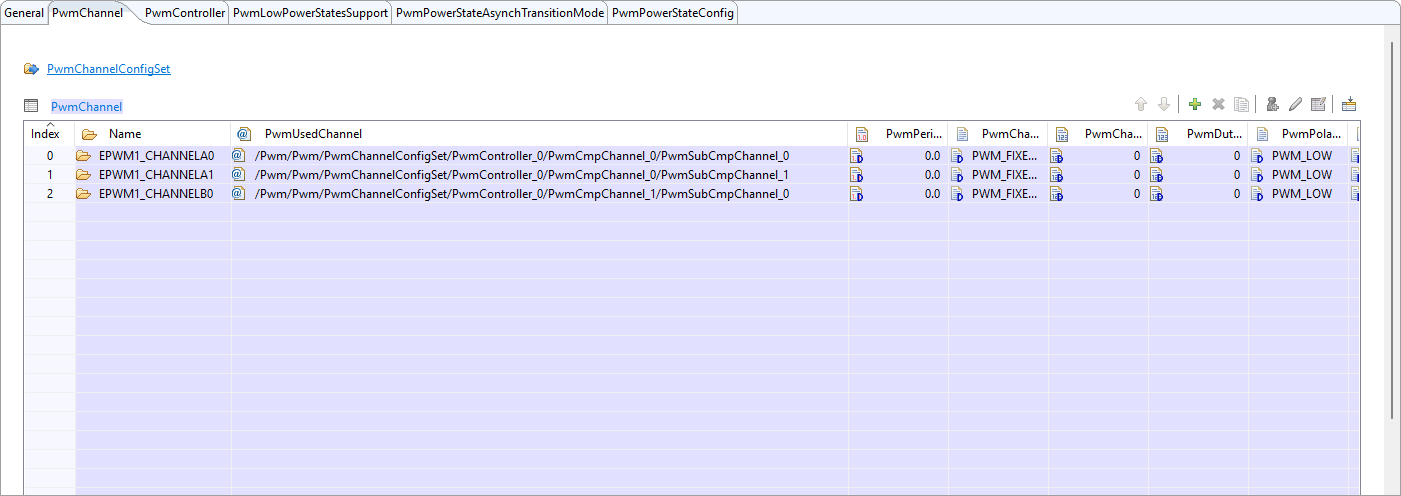 General PwmChannel PwmController PwmLowPowerStatesSupport PwmPowerStateAsynchTransitionMode PwmPowerStateConfig
PwmChannelConfigSet
PwmChannel
Index Name PwmUsedChannel PwmPeri... PwmCha... PwmCha... PwmDut... PwmPola...
0 EPWM1_CHANNELA0 /Pwm/Pwm/PwmChannelConfigSet/PwmController_0/PwmCmpChannel_0/PwmSubCmpChannel_0 0.0 PWM_FIXE... 0 0 PWM_LOW
1 EPWM1_CHANNELA1 /Pwm/Pwm/PwmChannelConfigSet/PwmController_0/PwmCmpChannel_0/PwmSubCmpChannel_1 0.0 PWM_FIXE... 0 0 PWM_LOW
2 EPWM1_CHANNELB0 /Pwm/Pwm/PwmChannelConfigSet/PwmController_0/PwmCmpChannel_1/PwmSubCmpChannel_0 0.0 PWM_FIXE... 0 0 PWM_LOW